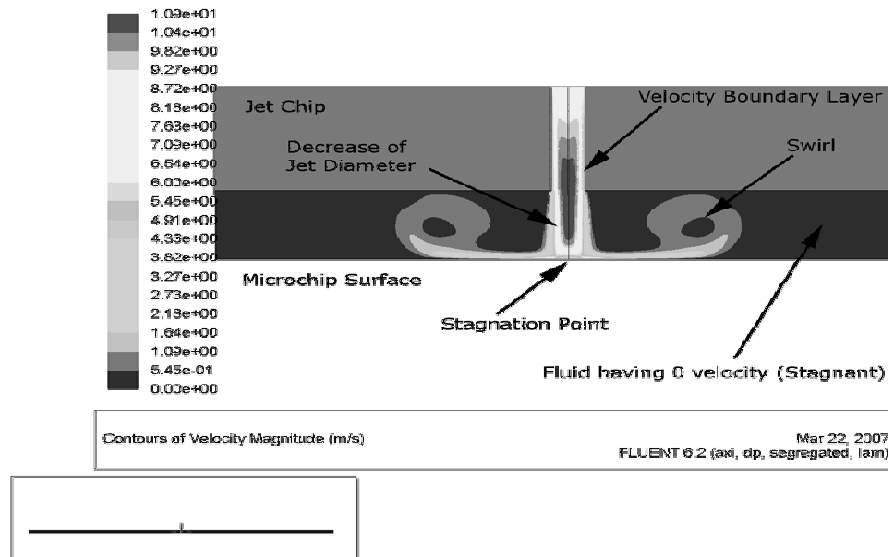 1.09e+01
1.04e+01
9.82e+00
9.27e+00
8.72e+00
8.18e+00
7.63e+00
7.09e+00
6.54e+00
6.00e+00
5.45e+00
4.91e+00
4.36e+00
3.82e+00
3.27e+00
2.73e+00
2.18e+00
1.64e+00
1.09e+00
5.45e-01
0.00e+00
Jet Chip
Velocity Boundary Layer
Decrease of
Jet Diameter
Swirl
Microchip Surface
Stagnation Point
Fluid having 0 velocity (Stagnant)
Contours of Velocity Magnitude (m/s)
Mar 22, 2007
FLUENT 6.2 (axi, dp, segregated, lam)